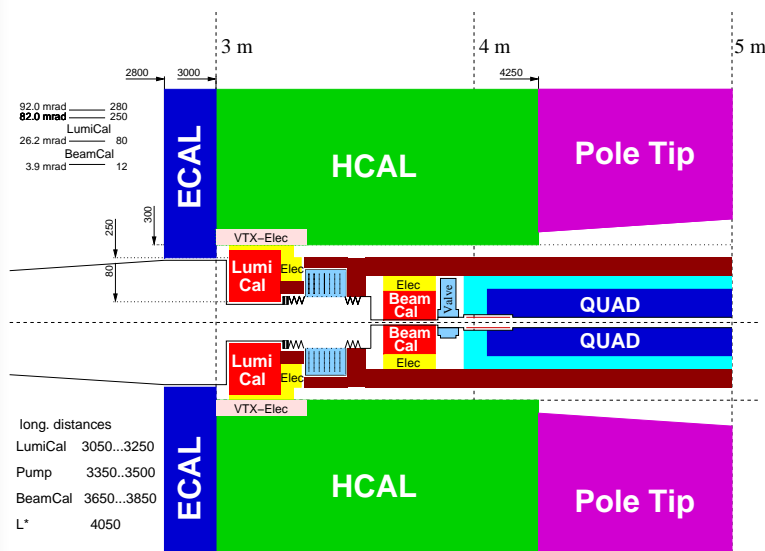 3 m
4 m
5 m
2800
3000
4250
92.0 mrad 280
82.0 mrad 250
LumiCal
26.2 mrad 80
BeamCal
3.9 mrad 12
ECAL
HCAL
Pole Tip
300
250
80
VTX-Elec
Lumi
Cal
Elec
Elec
Beam
Cal
Valve
QUAD
Beam
Cal
QUAD
Lumi
Cal
Elec
Elec
VTX-Elec
long. distances
LumiCal 3050...3250
Pump 3350..3500
BeamCal 3650...3850
L* 4050
ECAL
HCAL
Pole Tip